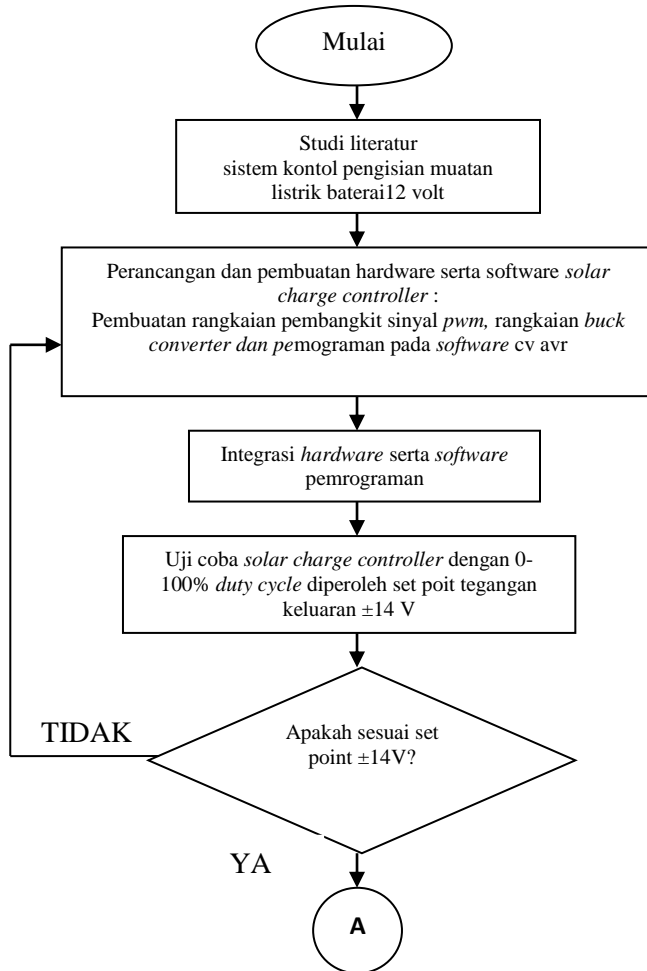 Mulai
Studi literatur
sistem kontol pengisian muatan
listrik baterai12 volt
Perancangan dan pembuatan hardware serta software solar
charge controller :
Pembuatan rangkaian pembangkit sinyal pwm, rangkaian buck
converter dan pemograman pada software cv avr
Integrasi hardware serta software
pemrograman
Uji coba solar charge controller dengan 0-
100% duty cycle diperoleh set poit tegangan
keluaran ±14 V
TIDAK
Apakah sesuai set
point ±14V?
YA
A